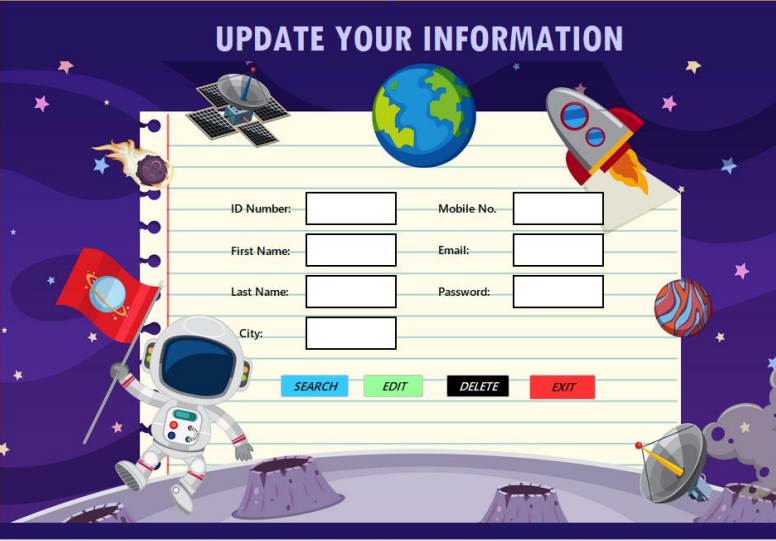 UPDATE YOUR INFORMATION
ID Number: Mobile No.
First Name: Email:
Last Name: Password:
City:
SEARCH EDIT DELETE EXIT